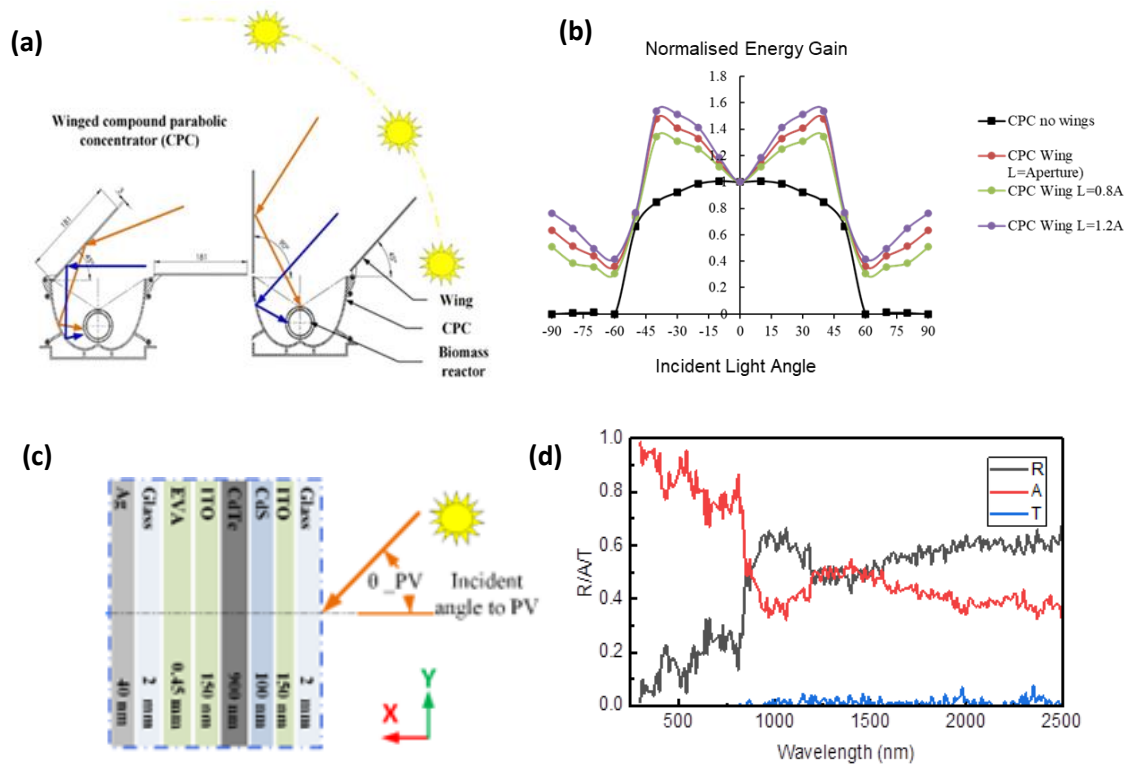 (a)
Winged compound parabolic
concentrator (CPC)
181
3
45°
181
90°
45°
Wing
CPC
Biomass
reactor
(b)
Normalised Energy Gain
1.8
1.6
1.4
1.2
1
0.8
0.6
0.4
0.2
0
-90 -75 -60 -45 -30 -15 0 15 30 45 60 75 90
Incident Light Angle
CPC no wings
CPC Wing
L=Aperture)
CPC Wing L=0.8A
CPC Wing L=1.2A
(c)
Ag Glass EVA ITO CdTe CdS ITO Glass
40 nm 2 mm 0.45 mm 150 nm 900 nm 100 nm 150 nm 2 mm
θ_PV
Incident
angle to PV
X Y
(d)
R
A
T
R/A/T
1.0
0.8
0.6
0.4
0.2
0.0
500 1000 1500 2000 2500
Wavelength (nm)